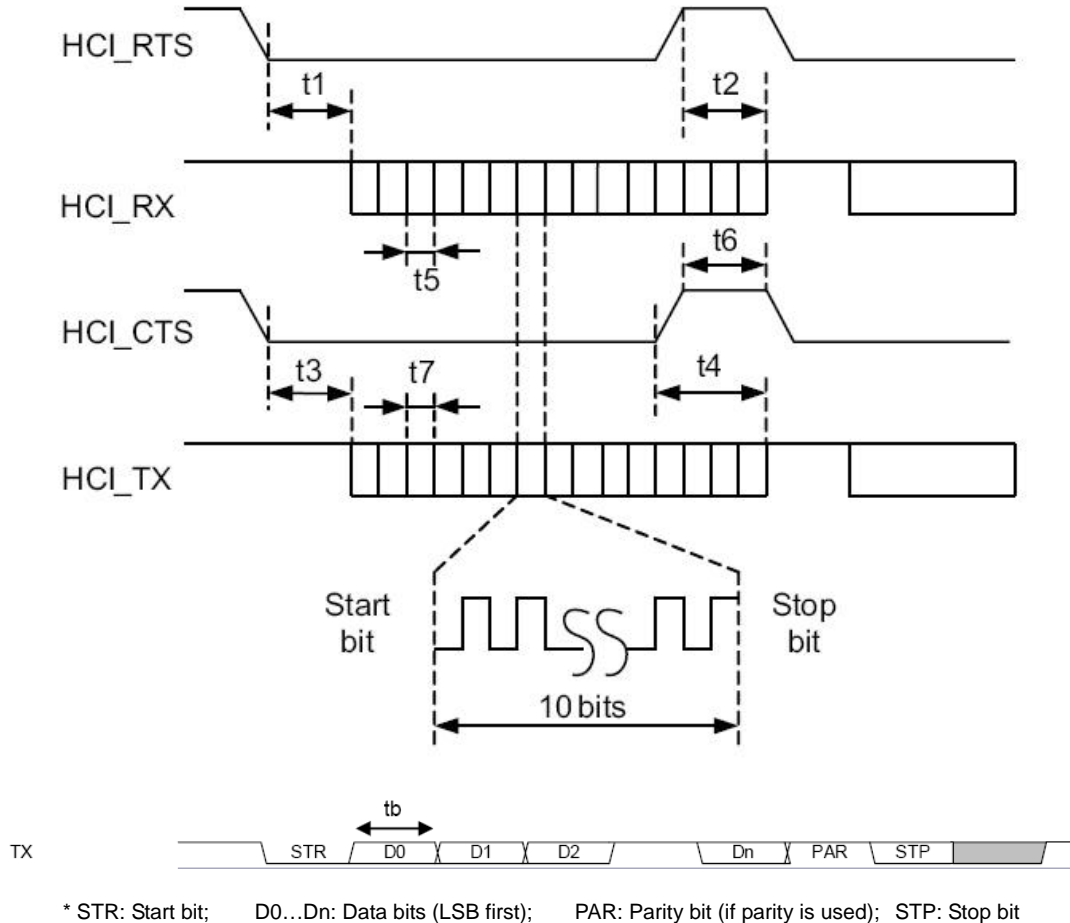 HCI_RTS
t1
t2
HCI_RX
t5
t6
HCI_CTS
t3
t7
t4
HCI_TX
Start
bit
Stop
bit
10 bits
tb
TX
STR D0 D1 D2 Dn PAR STP
* STR: Start bit; D0…Dn: Data bits (LSB first); PAR: Parity bit (if parity is used); STP: Stop bit